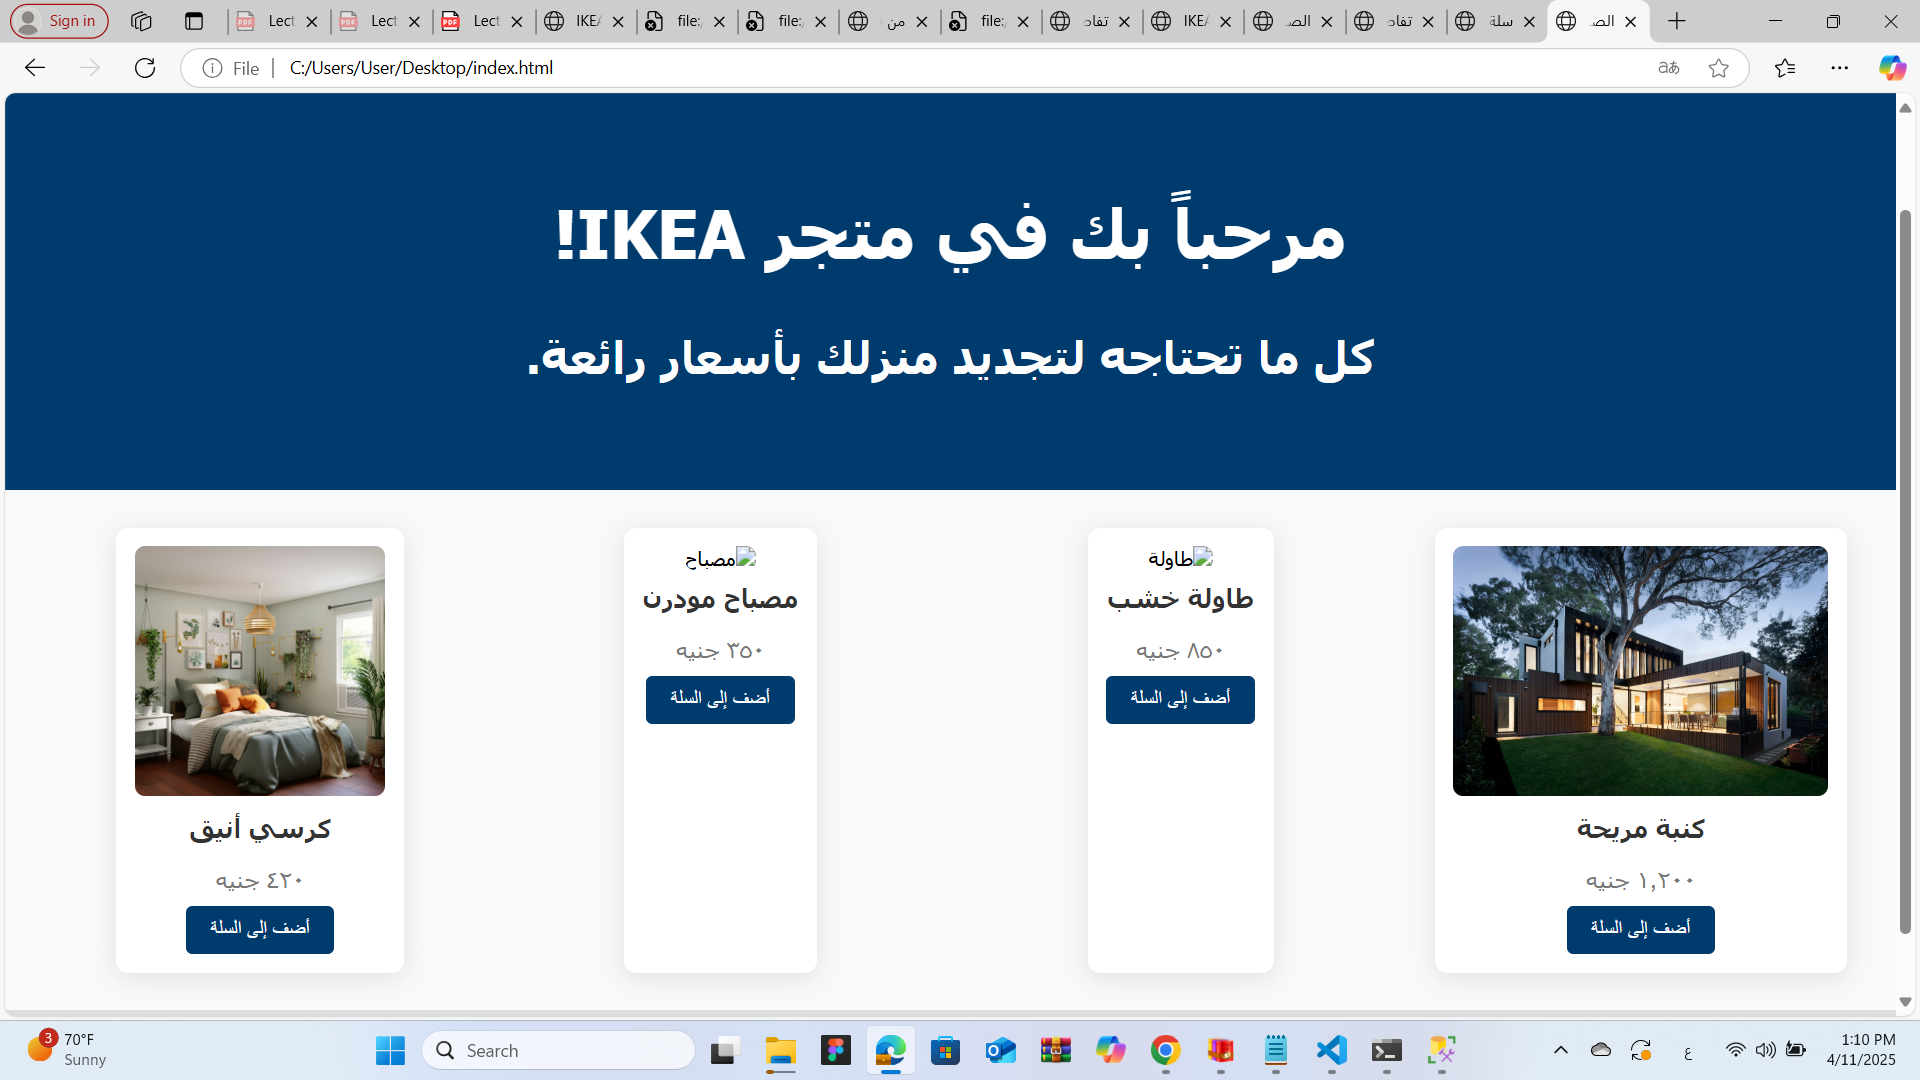 Sign in
Lect
Lect
Lect
IKEA
file:
file:
من
file:
تفاد
IKE
الص
تفاد
سلة
الص
File
C:/Users/User/Desktop/index.html
مرحباً بك في متجر IKEA!
كل ما تحتاجه لتجديد منزلك بأسعار رائعة.
كنبة مريحة
١,٢٠٠ جنيه
أضف إلى السلة
طاولة
طاولة خشب
٨٥٠ جنيه
أضف إلى السلة
مصباح
مصباح مودرن
٣٥٠ جنيه
أضف إلى السلة
كرسي أنيق
٤٢٠ جنيه
أضف إلى السلة
3
70°F
Sunny
Search
ع
1:10 PM
4/11/2025